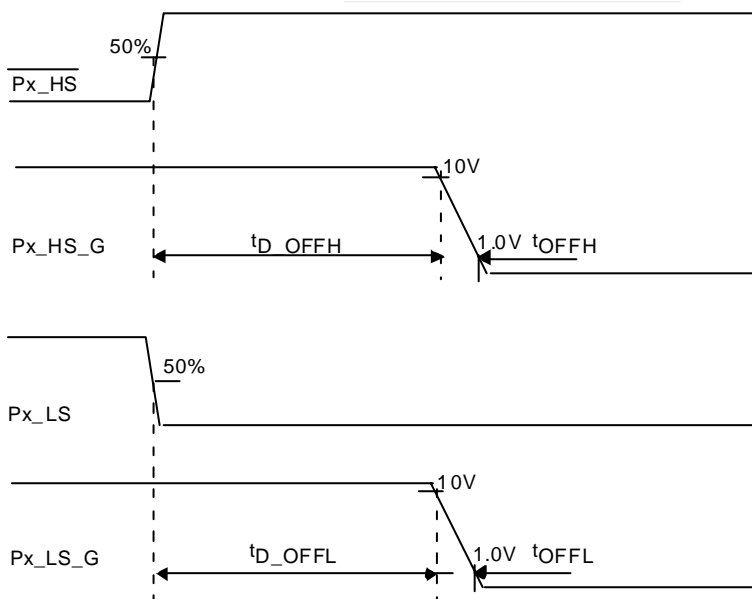 50%
Px_HS
10V
Px_HS_G
tD_OFFH
1.0V tOFFH
50%
Px_LS
10V
Px_LS_G
tD_OFFL
1.0V tOFFL